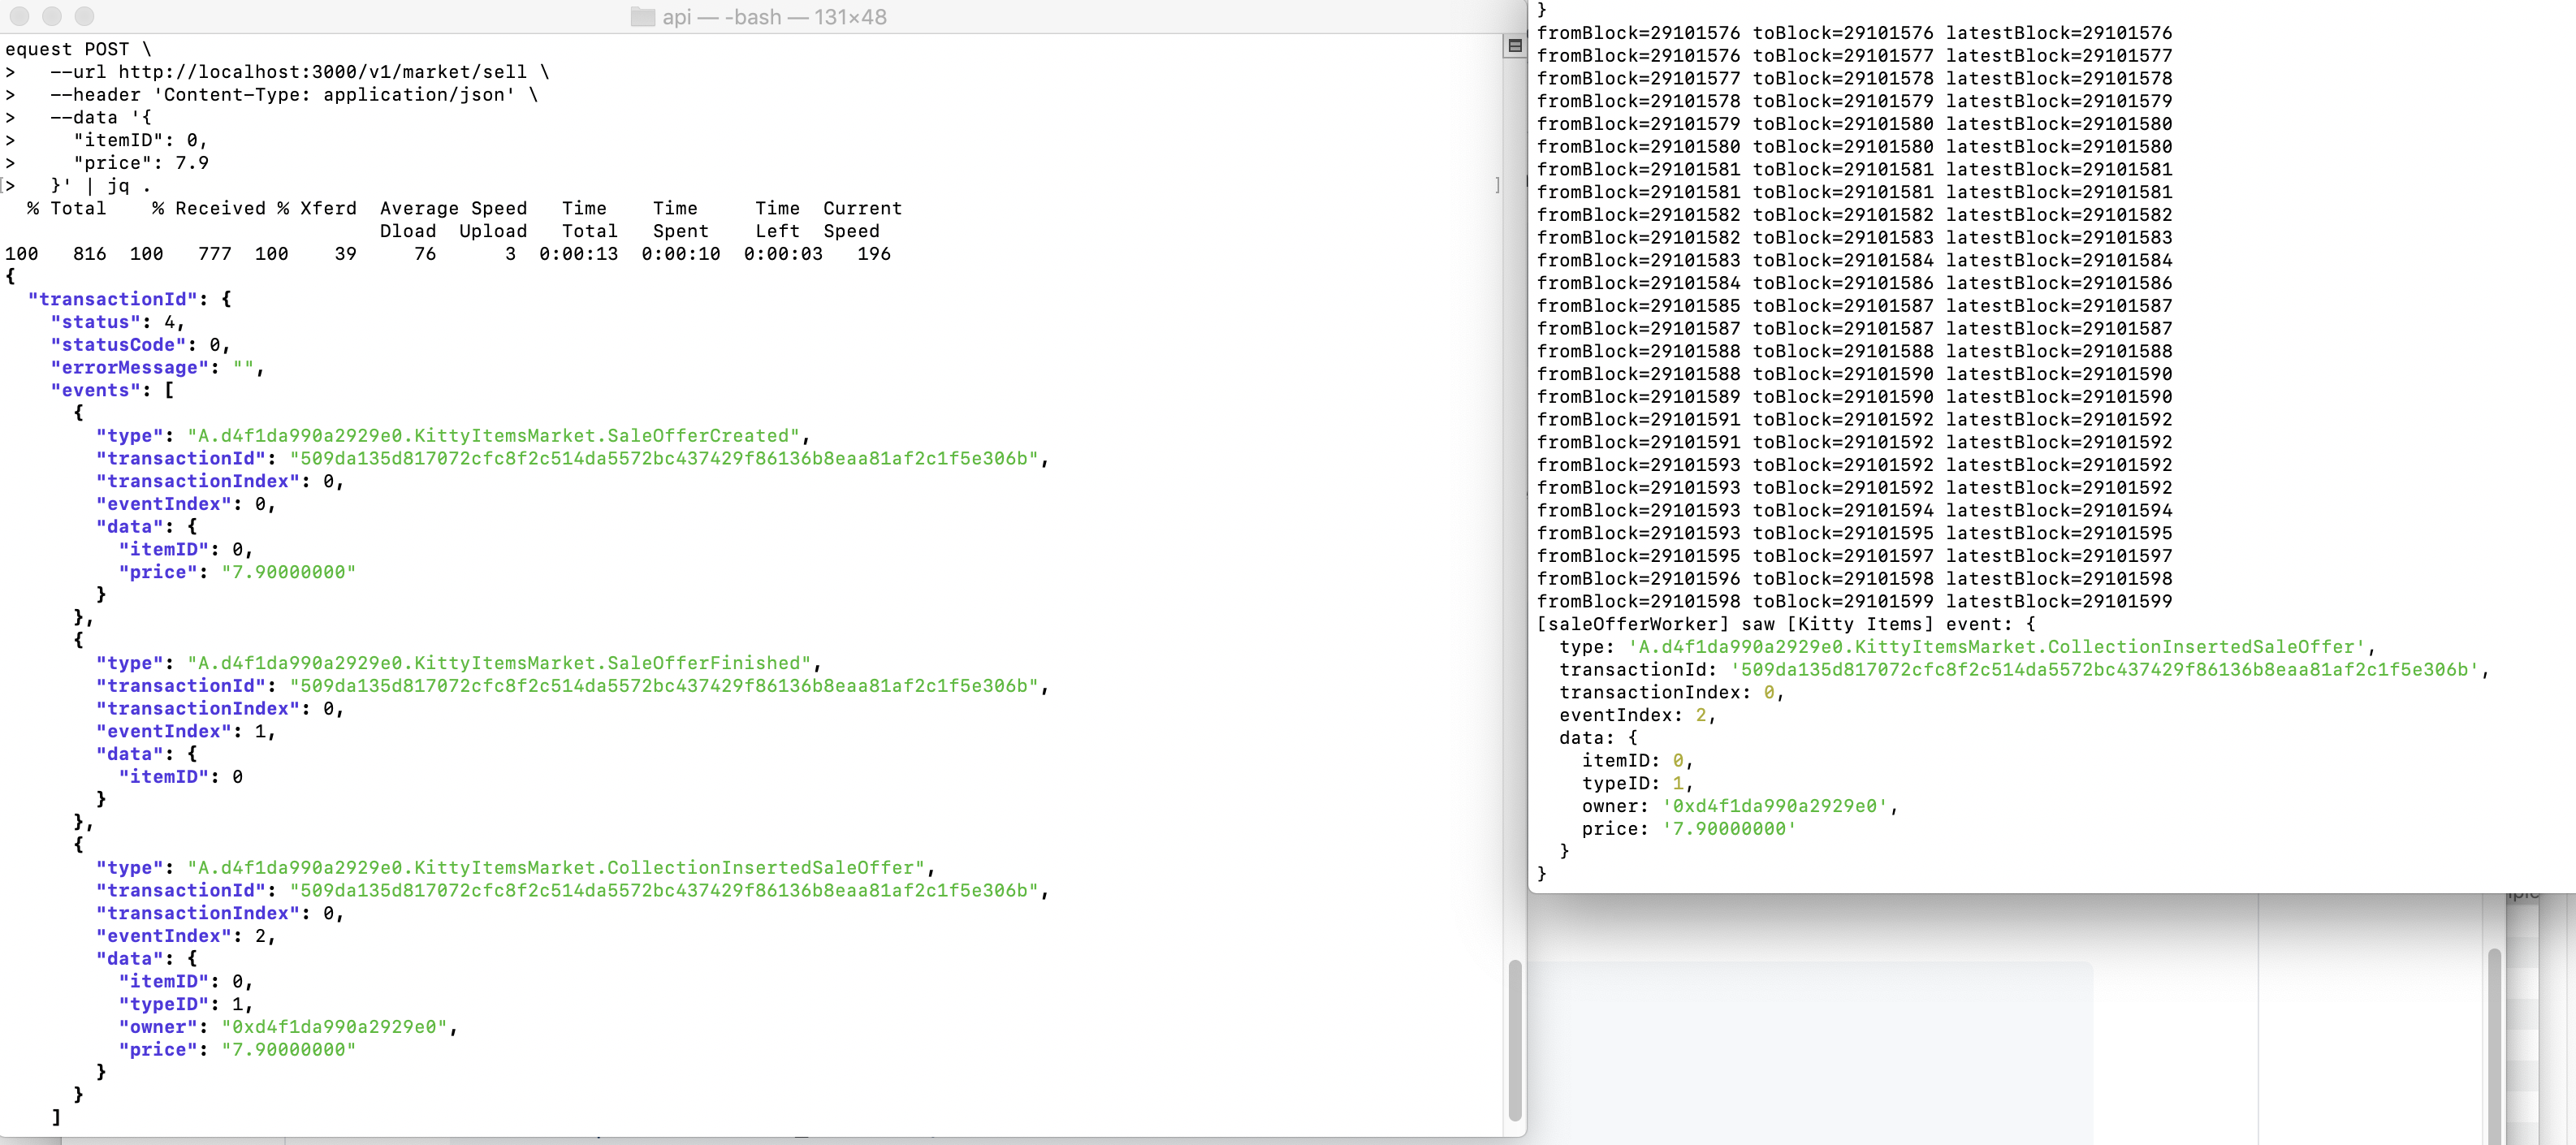 api — -bash — 131×48
equest POST \
>   --url http://localhost:3000/v1/market/sell \
>   --header 'Content-Type: application/json' \
>   --data '{
>     "itemID": 0,
>     "price": 7.9
[>   }' | jq . ]
  % Total    % Received % Xferd  Average Speed   Time    Time     Time  Current
                                 Dload  Upload   Total   Spent    Left  Speed
100   816  100   777  100    39     76      3  0:00:13  0:00:10  0:00:03   196
{
  "transactionId": {
    "status": 4,
    "statusCode": 0,
    "errorMessage": "",
    "events": [
      {
        "type": "A.d4f1da990a2929e0.KittyItemsMarket.SaleOfferCreated",
        "transactionId": "509da135d817072cfc8f2c514da5572bc437429f86136b8eaa81af2c1f5e306b",
        "transactionIndex": 0,
        "eventIndex": 0,
        "data": {
          "itemID": 0,
          "price": "7.90000000"
        }
      },
      {
        "type": "A.d4f1da990a2929e0.KittyItemsMarket.SaleOfferFinished",
        "transactionId": "509da135d817072cfc8f2c514da5572bc437429f86136b8eaa81af2c1f5e306b",
        "transactionIndex": 0,
        "eventIndex": 1,
        "data": {
          "itemID": 0
        }
      },
      {
        "type": "A.d4f1da990a2929e0.KittyItemsMarket.CollectionInsertedSaleOffer",
        "transactionId": "509da135d817072cfc8f2c514da5572bc437429f86136b8eaa81af2c1f5e306b",
        "transactionIndex": 0,
        "eventIndex": 2,
        "data": {
          "itemID": 0,
          "typeID": 1,
          "owner": "0xd4f1da990a2929e0",
          "price": "7.90000000"
        }
      }
    ]
}
fromBlock=29101576 toBlock=29101576 latestBlock=29101576
fromBlock=29101576 toBlock=29101577 latestBlock=29101577
fromBlock=29101577 toBlock=29101578 latestBlock=29101578
fromBlock=29101578 toBlock=29101579 latestBlock=29101579
fromBlock=29101579 toBlock=29101580 latestBlock=29101580
fromBlock=29101580 toBlock=29101580 latestBlock=29101580
fromBlock=29101581 toBlock=29101581 latestBlock=29101581
fromBlock=29101581 toBlock=29101581 latestBlock=29101581
fromBlock=29101582 toBlock=29101582 latestBlock=29101582
fromBlock=29101582 toBlock=29101583 latestBlock=29101583
fromBlock=29101583 toBlock=29101584 latestBlock=29101584
fromBlock=29101584 toBlock=29101586 latestBlock=29101586
fromBlock=29101585 toBlock=29101587 latestBlock=29101587
fromBlock=29101587 toBlock=29101587 latestBlock=29101587
fromBlock=29101588 toBlock=29101588 latestBlock=29101588
fromBlock=29101588 toBlock=29101590 latestBlock=29101590
fromBlock=29101589 toBlock=29101590 latestBlock=29101590
fromBlock=29101591 toBlock=29101592 latestBlock=29101592
fromBlock=29101591 toBlock=29101592 latestBlock=29101592
fromBlock=29101593 toBlock=29101592 latestBlock=29101592
fromBlock=29101593 toBlock=29101592 latestBlock=29101592
fromBlock=29101593 toBlock=29101594 latestBlock=29101594
fromBlock=29101593 toBlock=29101595 latestBlock=29101595
fromBlock=29101595 toBlock=29101597 latestBlock=29101597
fromBlock=29101596 toBlock=29101598 latestBlock=29101598
fromBlock=29101598 toBlock=29101599 latestBlock=29101599
[saleOfferWorker] saw [Kitty Items] event: {
  type: 'A.d4f1da990a2929e0.KittyItemsMarket.CollectionInsertedSaleOffer',
  transactionId: '509da135d817072cfc8f2c514da5572bc437429f86136b8eaa81af2c1f5e306b',
  transactionIndex: 0,
  eventIndex: 2,
  data: {
    itemID: 0,
    typeID: 1,
    owner: '0xd4f1da990a2929e0',
    price: '7.90000000'
  }
}